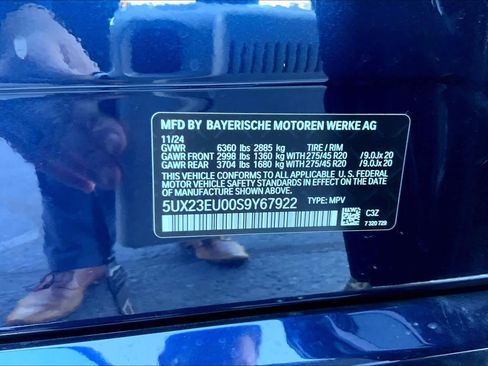 MFD BY BAYERISCHE MOTOREN WERKE AG
11/24
GVWR 6360 lbs 2885 kg TIRE / RIM
GAWR FRONT 2998 lbs 1360 kg WITH 275/45 R20 / 9.0Jx 20
GAWR REAR 3704 lbs 1680 kg WITH 275/45 R20 / 9.0Jx 20
THIS VEHICLE CONFORMS TO ALL APPLICABLE U. S. FEDERAL
MOTOR VEHICLE SAFETY STANDARDS IN EFFECT ON THE DATE
OF MANUFACTURE SHOWN ABOVE.
5UX23EU00S9Y67922 TYPE: MPV C3Z
7 320 729